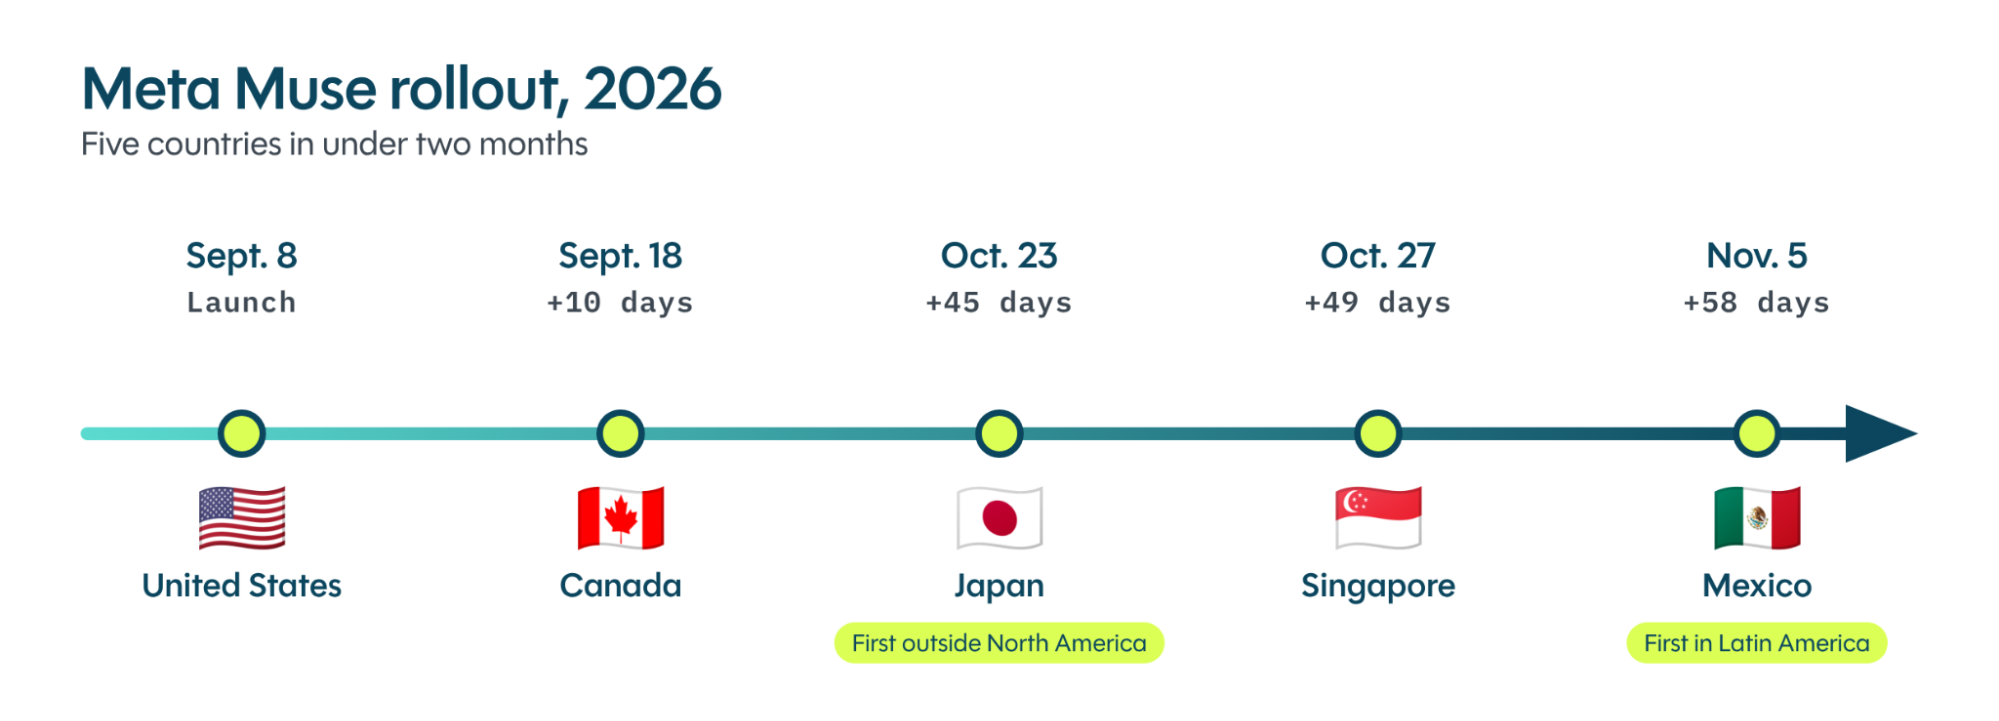 Meta Muse rollout, 2026
Five countries in under two months
Sept. 8
Launch
Sept. 18
+10 days
Oct. 23
+45 days
Oct. 27
+49 days
Nov. 5
+58 days
United States
Canada
Japan
First outside North America
Singapore
Mexico
First in Latin America